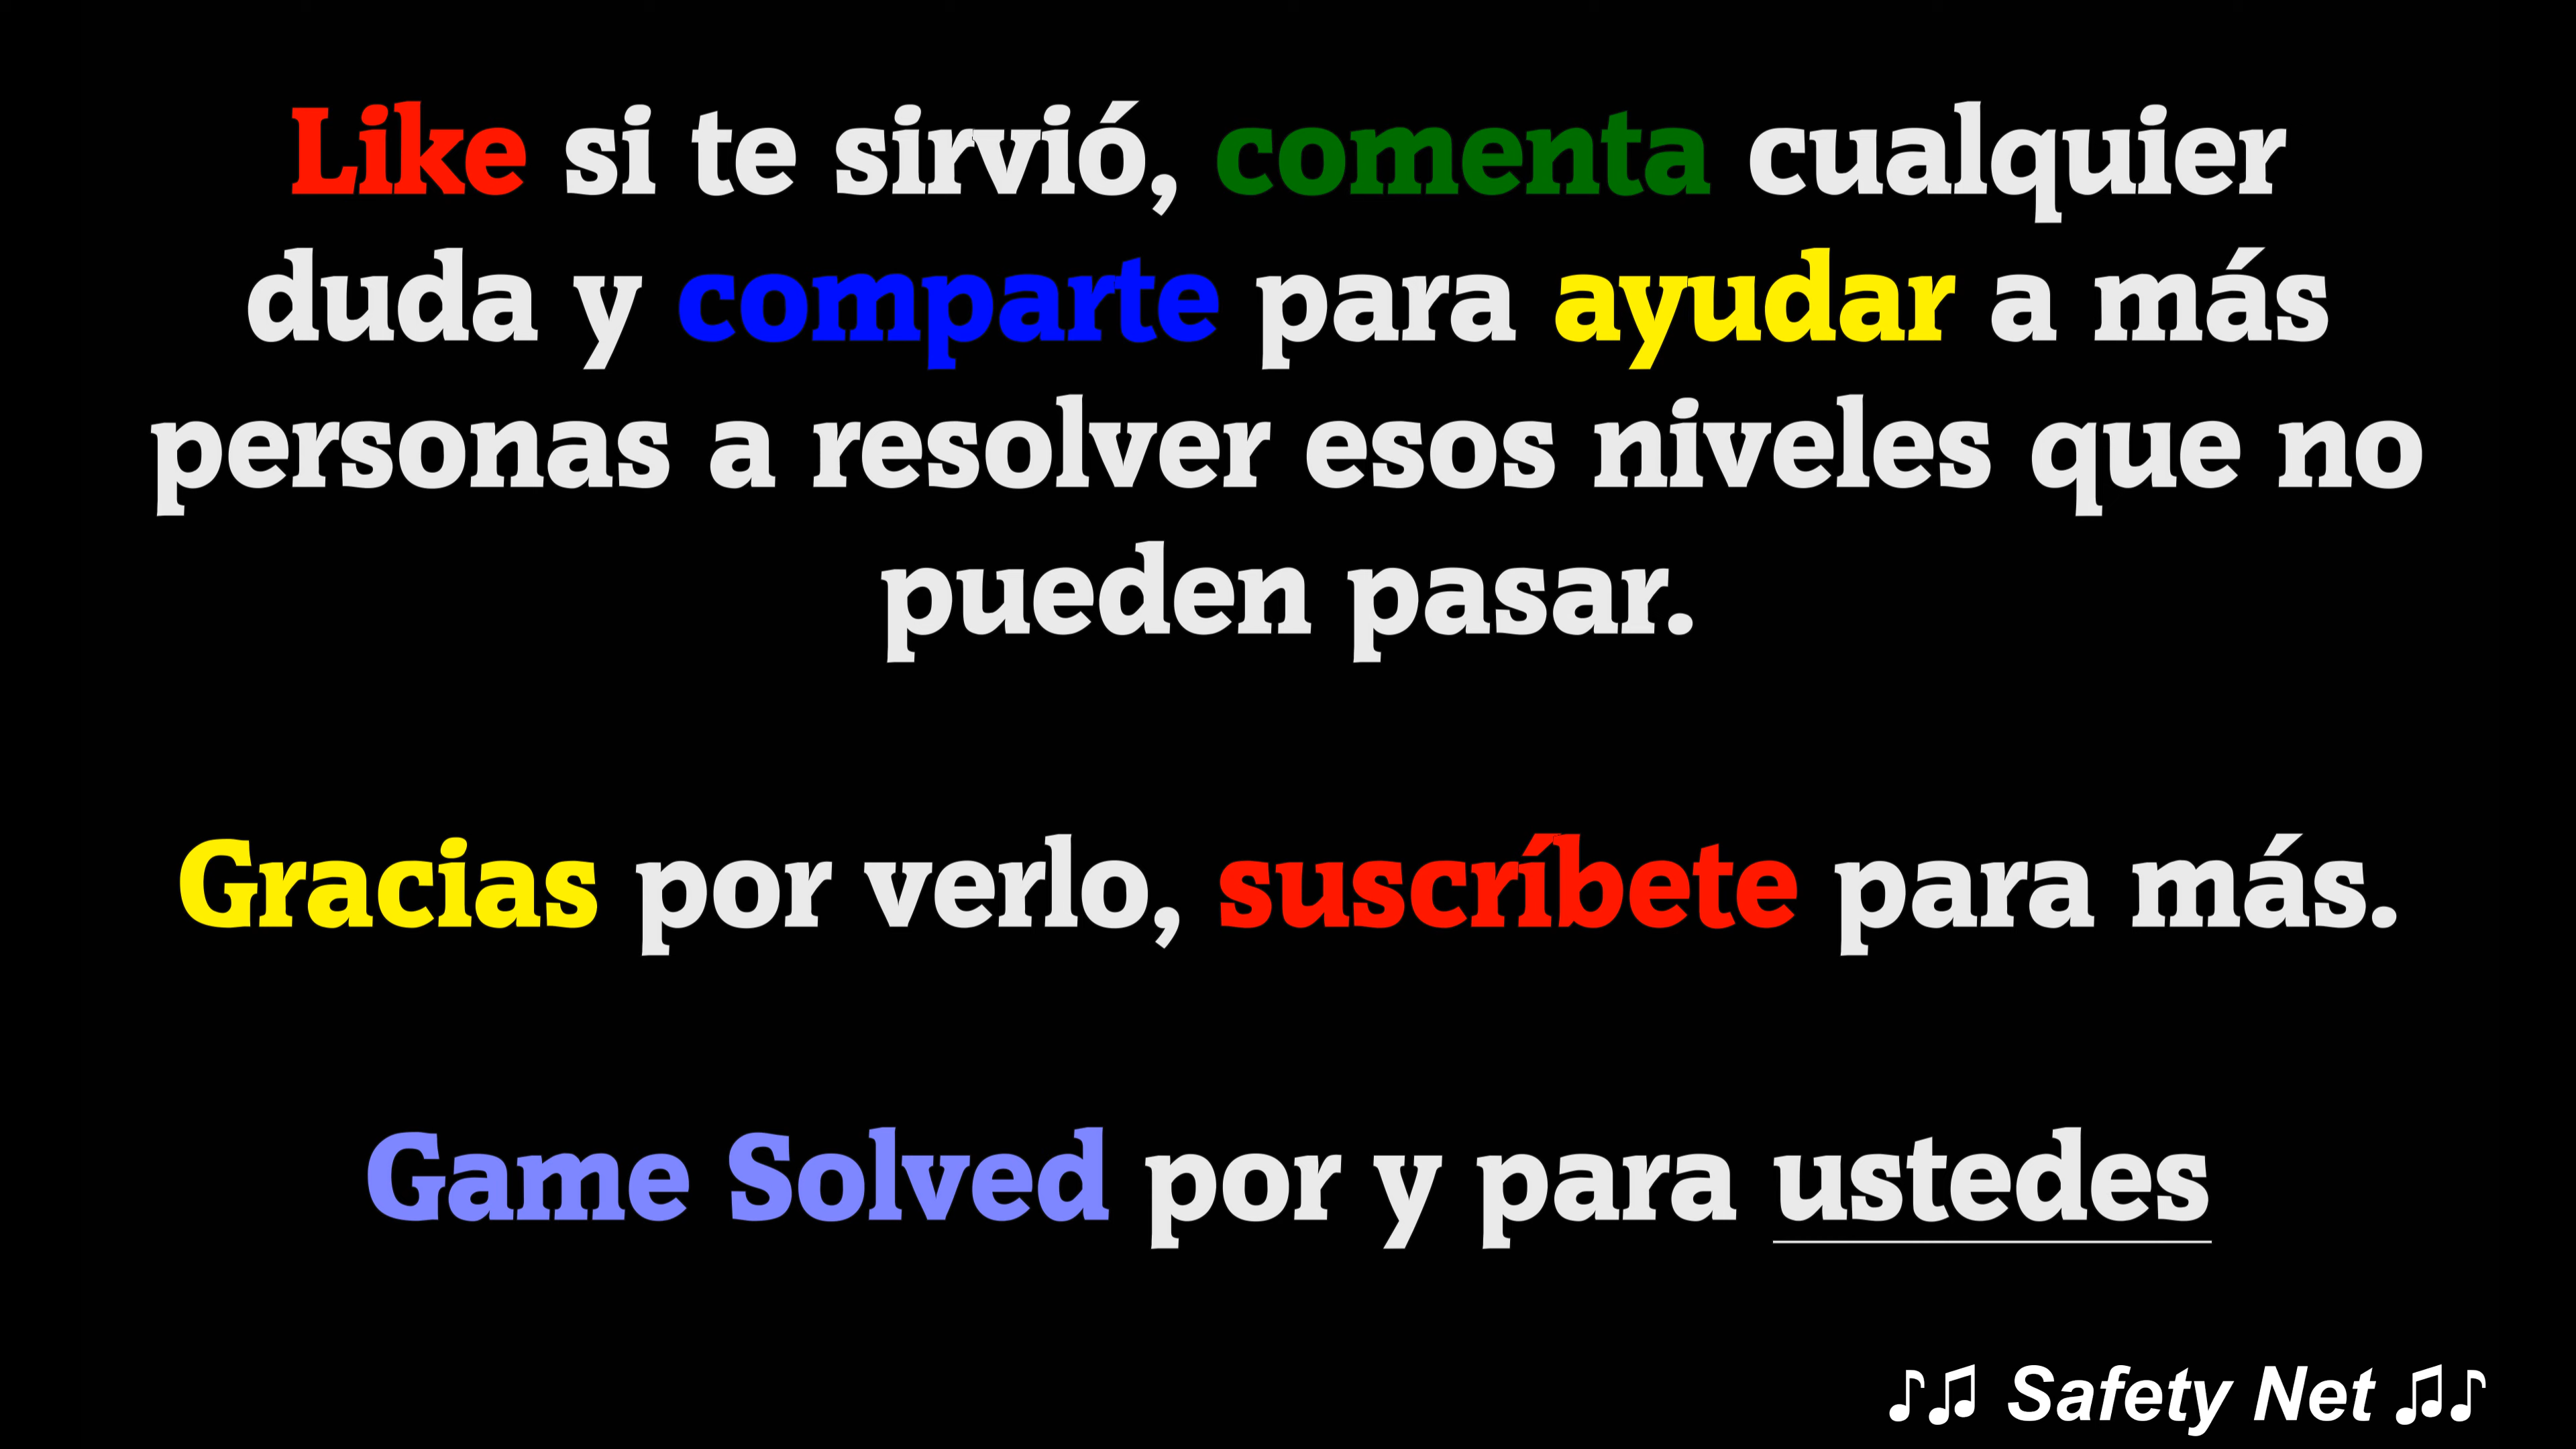 Like si te sirvió, comenta cualquier
duda y comparte para ayudar a más
personas a resolver esos niveles que no
pueden pasar.
Gracias por verlo, suscríbete para más.
Game Solved por y para ustedes
♪♫ Safety Net ♫♪